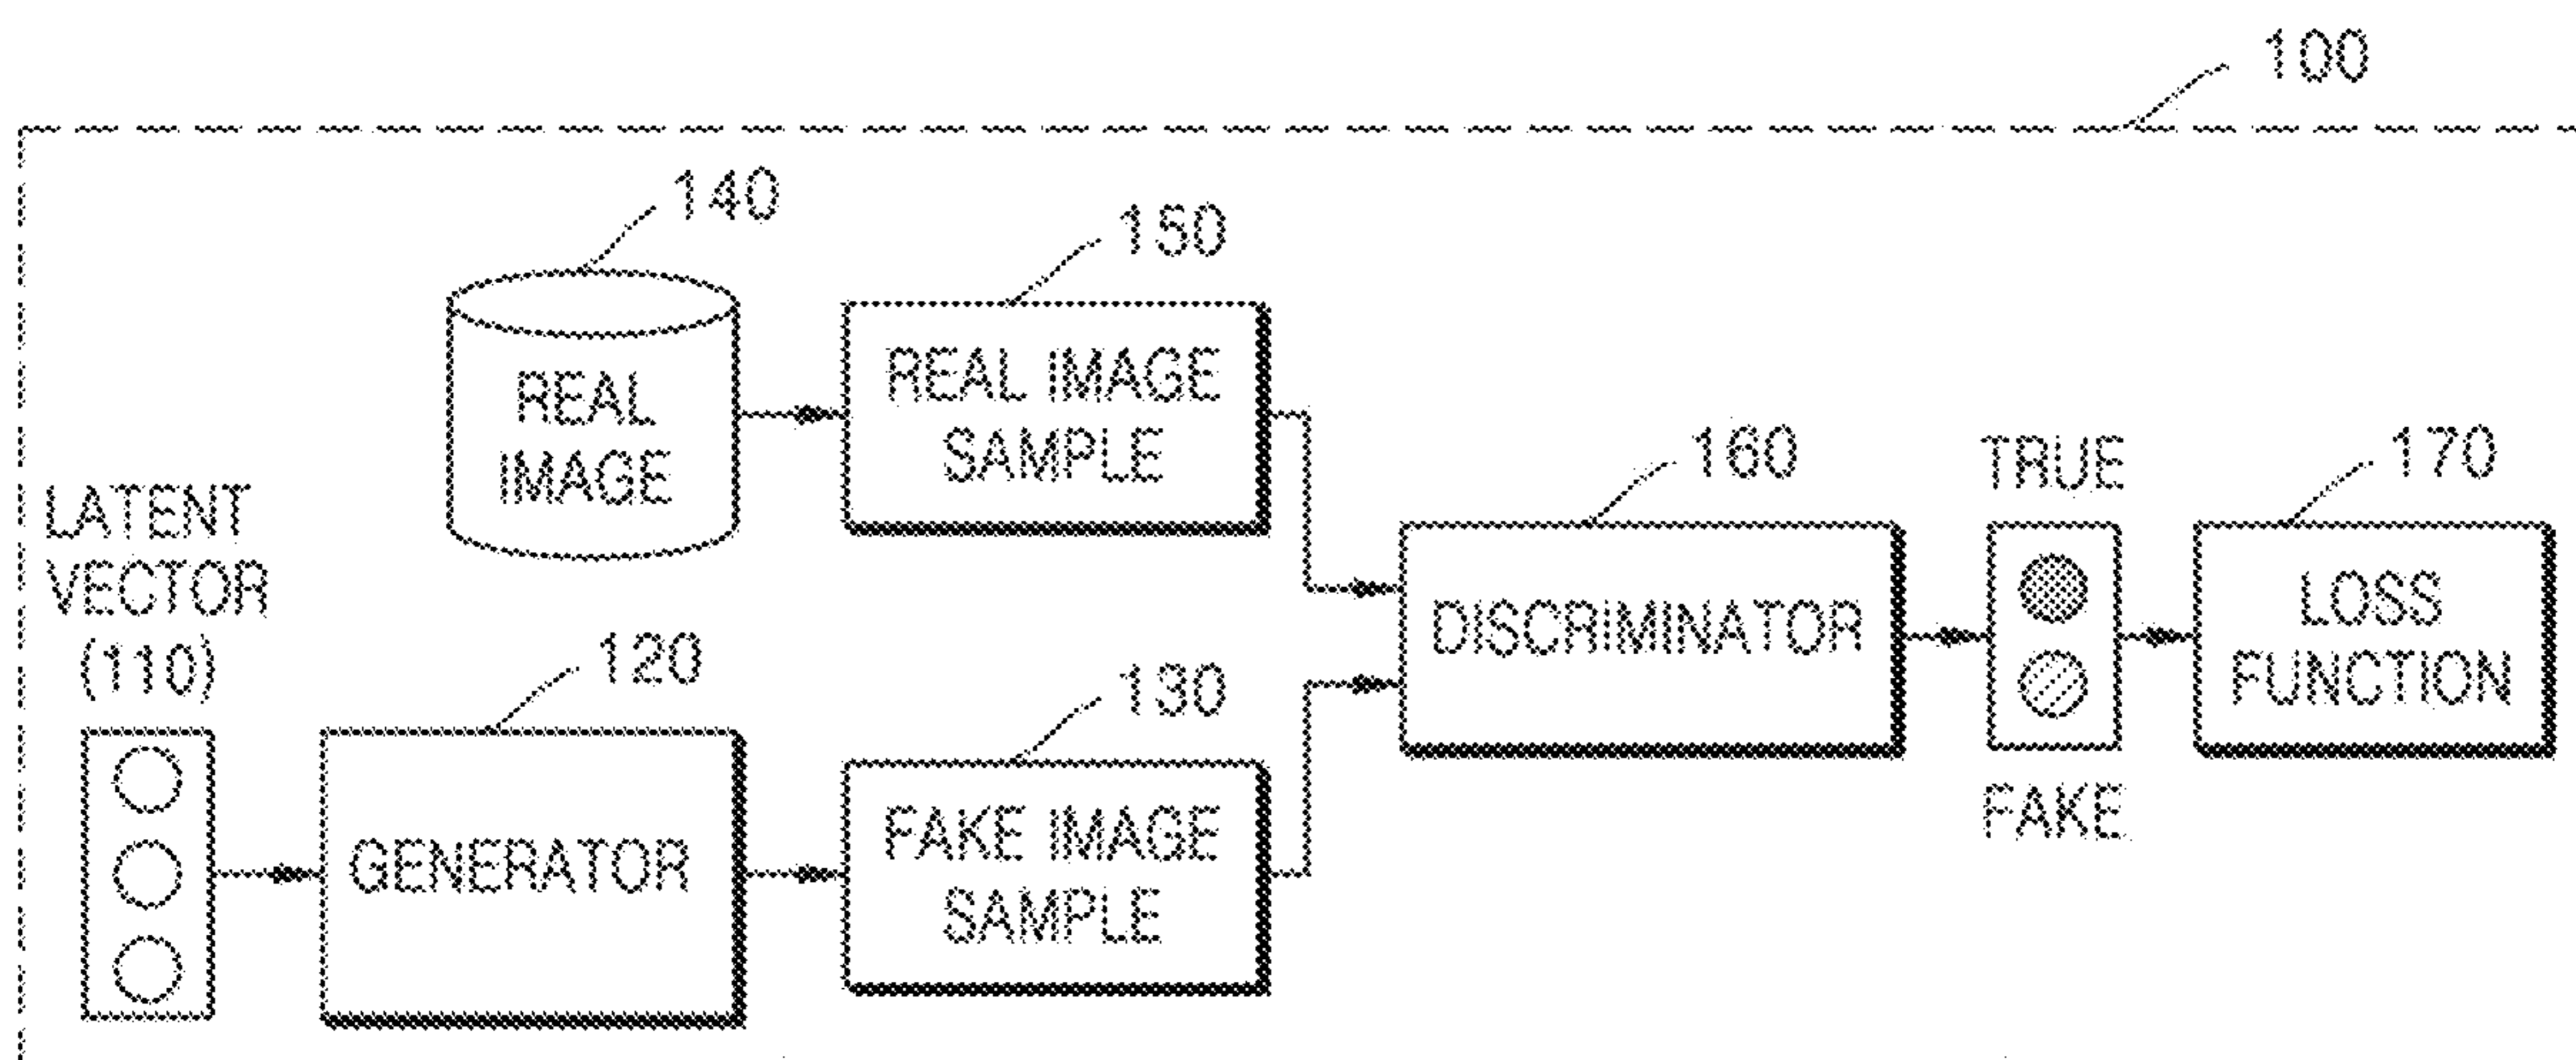 100
140
150
REAL
IMAGE
REAL IMAGE
SAMPLE
LATENT
VECTOR
(110)
120
130
160
TRUE
170
DISCRIMINATOR
LOSS
FUNCTION
GENERATOR
FAKE IMAGE
SAMPLE
FAKE